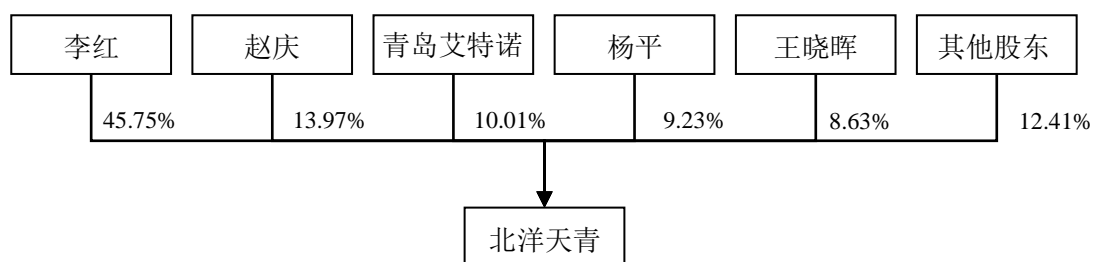 李红 赵庆 青岛艾特诺 杨平 王晓晖 其他股东
45.75% 13.97% 10.01% 9.23% 8.63% 12.41%
北洋天青